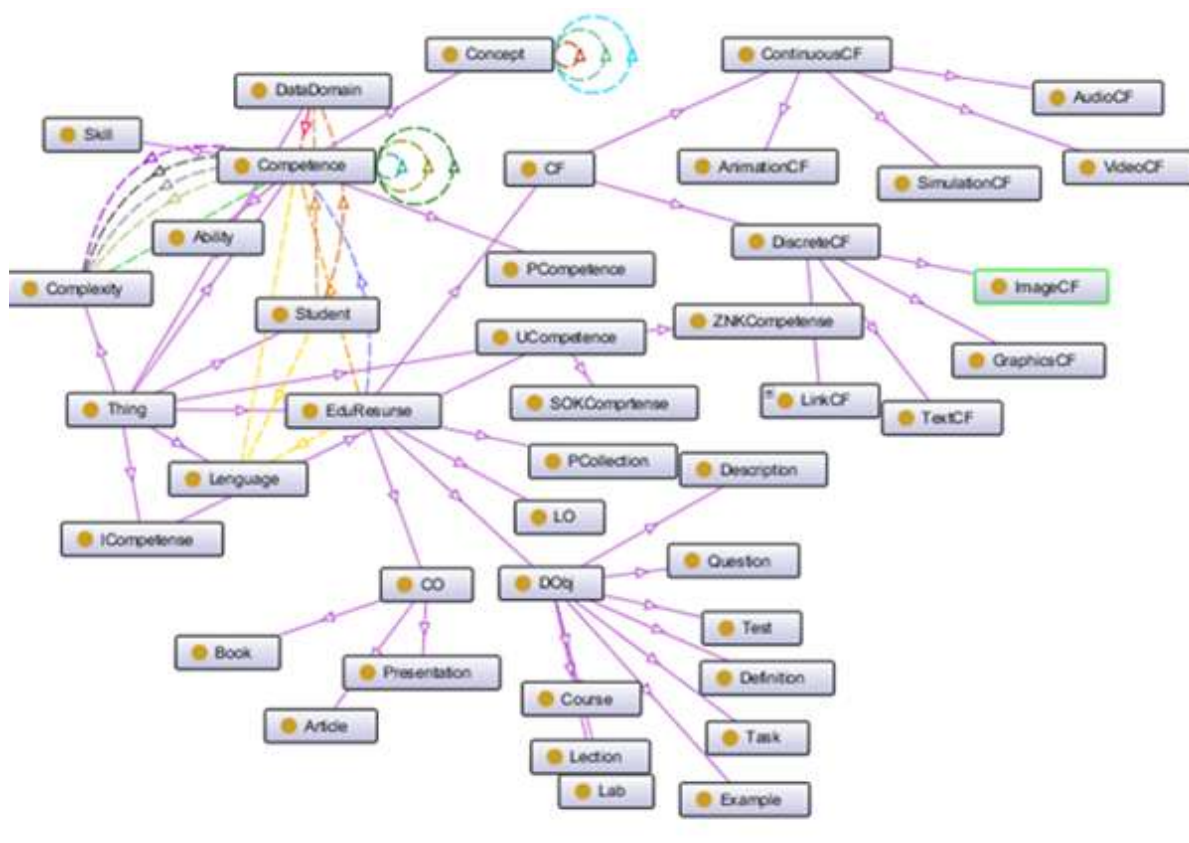 Concept
ContinuousCF
DataDomain
AudioCF
Skill
Competence
CF
AnimationCF
VideoCF
SimulationCF
Ability
DiscreteCF
PCompetence
Complexity
ImageCF
Student
ZNKCompetense
UCompetence
GraphicsCF
Thing
EduResurse
SOKComprtense
LinkCF
TextCF
PCollection
Description
Lenguage
LO
ICompetense
Question
CO
DObj
Test
Book
Presentation
Definition
Course
Article
Task
Lection
Lab
Example